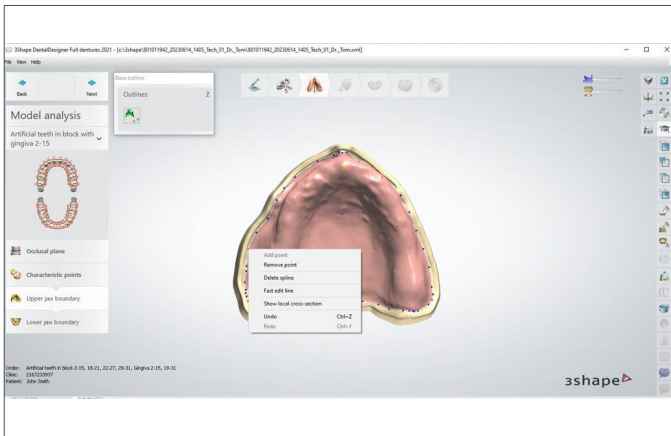 3Shape DentalDesigner Full dentures 2021 - [c:\3shape\801011942_20230614_1405_Tech_01_Dr._Tom\801011942_20230614_1405_Tech_01_Dr._Tom.xml]
File View Help
Back
Next
Model analysis
Artificial teeth in block with
gingiva 2-15
Occlusal plane
Characteristic points
Upper jaw boundary
Lower jaw boundary
Order: Artificial teeth in block 2-15, 18-21, 22-27, 28-31, Gingiva 2-15, 18-31
Clinic: 2167233937
Patient: John Smith
Base outline
Outlines
?
Add point
Remove point
Delete spline
Fast edit line
Show local cross-section
Undo Ctrl+Z
Redo Ctrl+Y
3shape